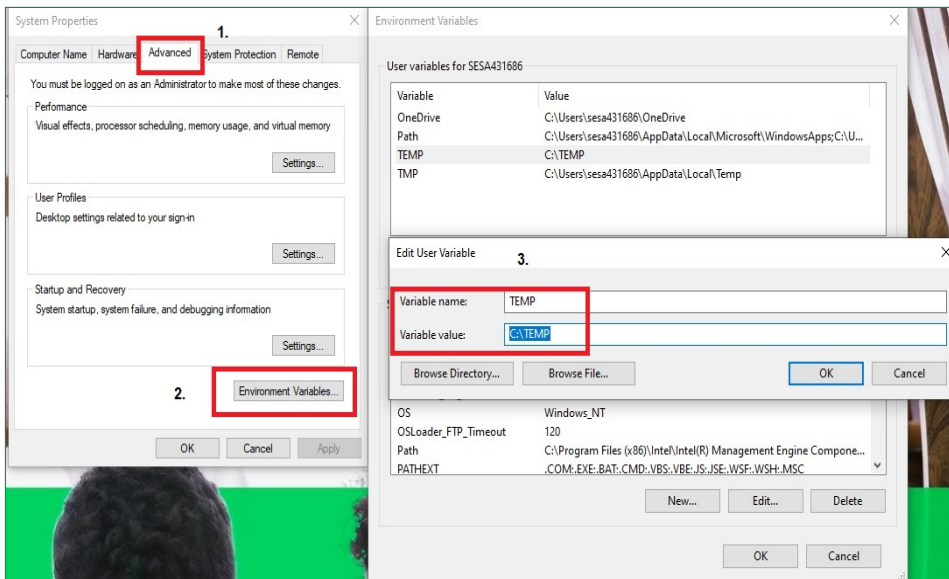 System Properties
1.
Computer Name Hardware Advanced System Protection Remote
You must be logged on as an Administrator to make most of these changes.
Performance
Visual effects, processor scheduling, memory usage, and virtual memory
Settings...
User Profiles
Desktop settings related to your sign-in
Settings...
Startup and Recovery
System startup, system failure, and debugging information
Settings...
2.
Environment Variables...
OK Cancel Apply
Environment Variables
User variables for SESA431686
Variable Value
OneDrive C:\Users\sesa431686\OneDrive
Path C:\Users\sesa431686\AppData\Local\Microsoft\WindowsApps;C:\U...
TEMP C:\TEMP
TMP C:\Users\sesa431686\AppData\Local\Temp
Edit User Variable
3.
Variable name: TEMP
Variable value: C:\TEMP
Browse Directory... Browse File... OK Cancel
OS Windows_NT
OSLoader_FTP_Timeout 120
Path C:\Program Files (x86)\Intel\Intel(R) Management Engine Compone...
PATHEXT .COM;.EXE;.BAT;.CMD;.VBS;.VBE;.JS;.JSE;.WSF;.WSH;.MSC
New... Edit... Delete
OK Cancel